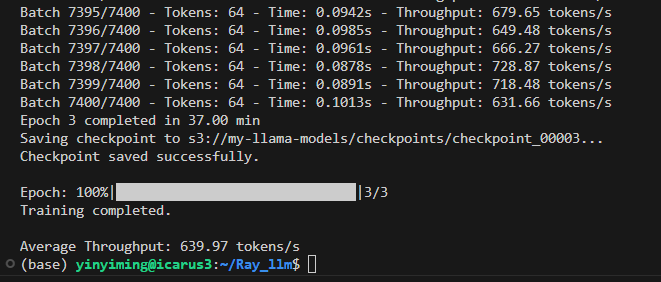 Batch 7395/7400 - Tokens: 64 - Time: 0.0942s - Throughput: 679.65 tokens/s
Batch 7396/7400 - Tokens: 64 - Time: 0.0985s - Throughput: 649.48 tokens/s
Batch 7397/7400 - Tokens: 64 - Time: 0.0961s - Throughput: 666.27 tokens/s
Batch 7398/7400 - Tokens: 64 - Time: 0.0878s - Throughput: 728.87 tokens/s
Batch 7399/7400 - Tokens: 64 - Time: 0.0891s - Throughput: 718.48 tokens/s
Batch 7400/7400 - Tokens: 64 - Time: 0.1013s - Throughput: 631.66 tokens/s
Epoch 3 completed in 37.00 min
Saving checkpoint to s3://my-llama-models/checkpoints/checkpoint_00003...
Checkpoint saved successfully.
Epoch: 100%| |3/3
Training completed.
Average Throughput: 639.97 tokens/s
(base) yinyiming@icarus3:~/Ray_llm$